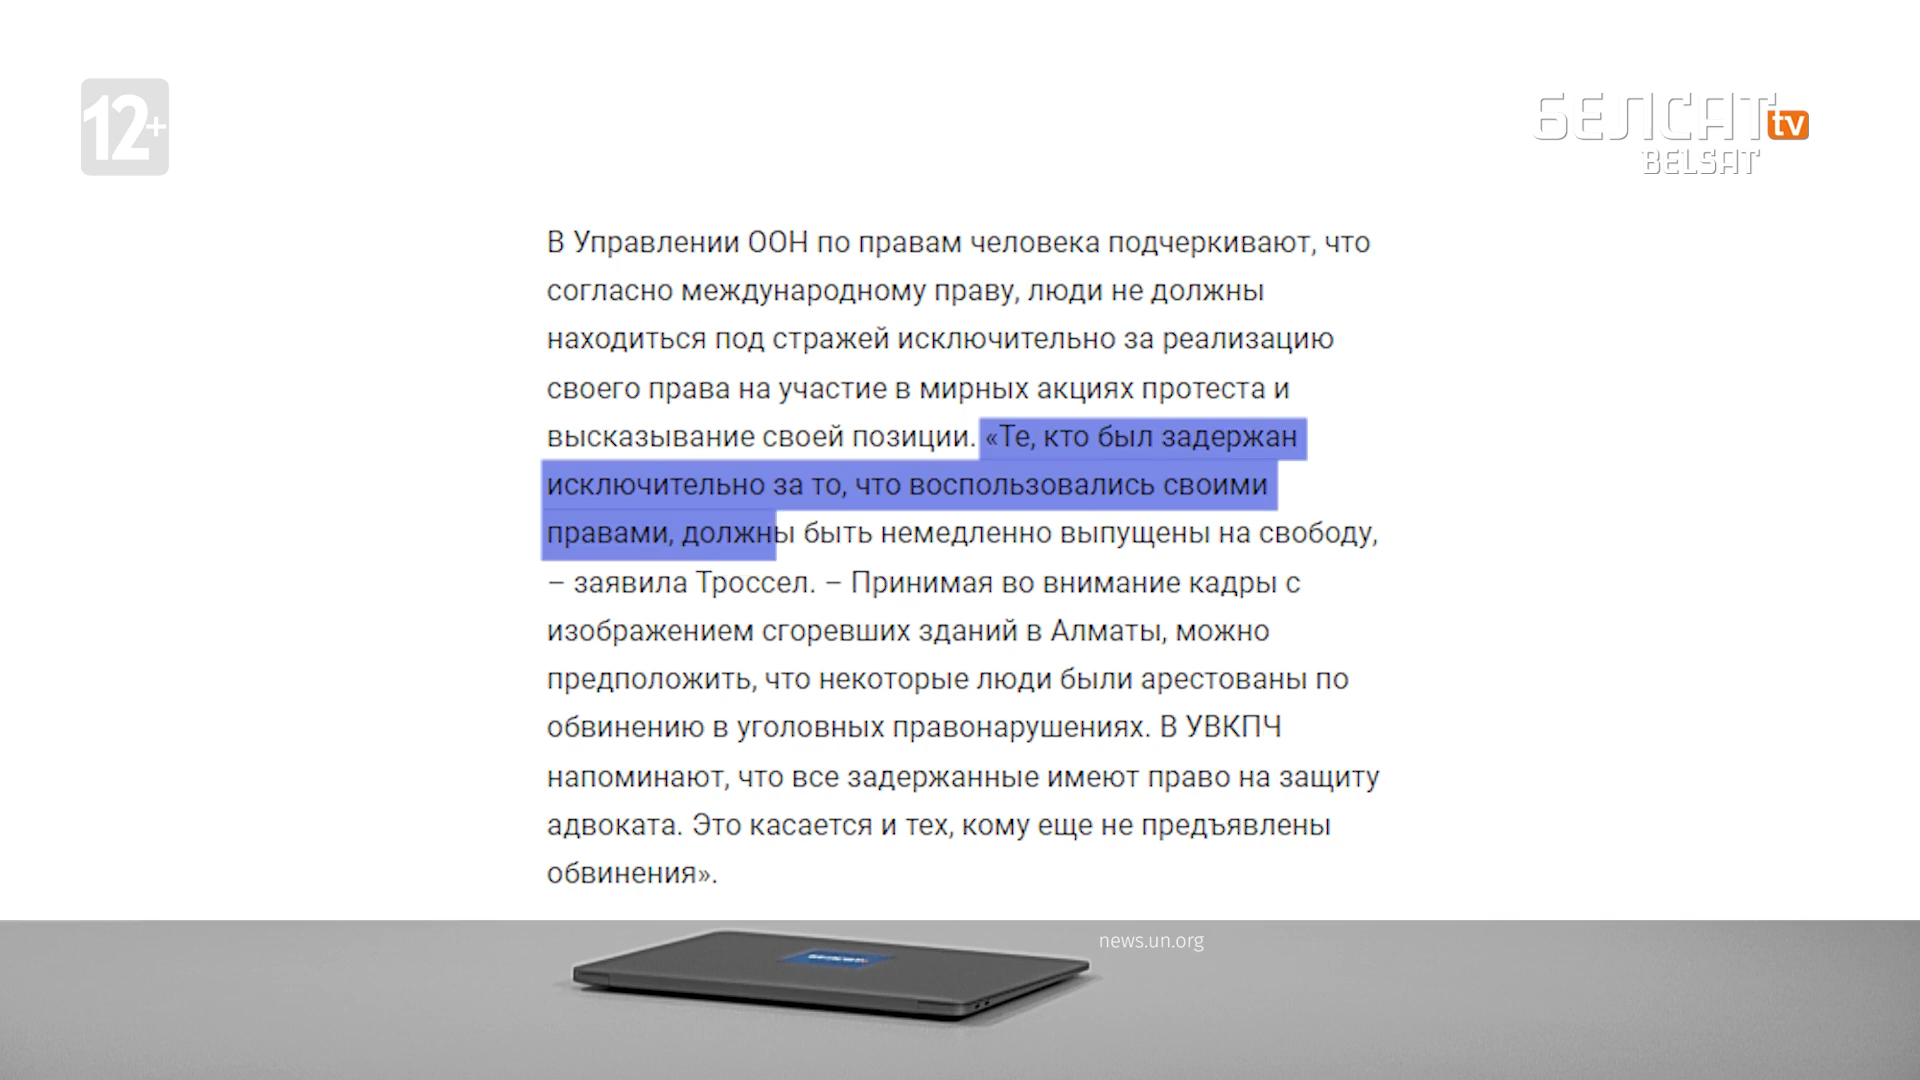 12+
БЕЛСАТ tv
BELSAT
В Управлении ООН по правам человека подчеркивают, что
согласно международному праву, люди не должны
находиться под стражей исключительно за реализацию
своего права на участие в мирных акциях протеста и
высказывание своей позиции. «Те, кто был задержан
исключительно за то, что воспользовались своими
правами, должны быть немедленно выпущены на свободу,
– заявила Троссел. – Принимая во внимание кадры с
изображением сгоревших зданий в Алматы, можно
предположить, что некоторые люди были арестованы по
обвинению в уголовных правонарушениях. В УВКПЧ
напоминают, что все задержанные имеют право на защиту
адвоката. Это касается и тех, кому еще не предъявлены
обвинения».
news.un.org